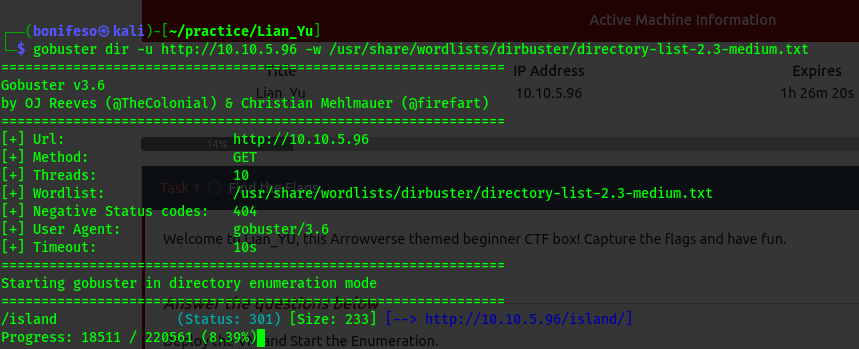 Active Machine Information
(bonifeso㉿kali)-[~/practice/Lian_Yu]
$ gobuster dir -u http://10.10.5.96 -w /usr/share/wordlists/dirbuster/directory-list-2.3-medium.txt
===============================================================
Title IP Address Expires
Gobuster v3.6
Lian_Yu 10.10.5.96 1h 26m 20s
by OJ Reeves (@TheColonial) & Christian Mehlmauer (@firefart)
===============================================================
[+] Url: http://10.10.5.96
[+] Method: GET
14%
[+] Threads: 10
[+] Wordlist: /usr/share/wordlists/dirbuster/directory-list-2.3-medium.txt
Task 1 Find the Flags
[+] Negative Status codes: 404
[+] User Agent: gobuster/3.6
Welcome to Lian_YU, this Arrowverse themed beginner CTF box! Capture the flags and have fun.
[+] Timeout: 10s
===============================================================
Starting gobuster in directory enumeration mode
===============================================================
Answer the questions below
/island (Status: 301) [Size: 233] [--> http://10.10.5.96/island/]
Progress: 18511 / 220561 (8.39%)
Deploy the VM and Start the Enumeration.